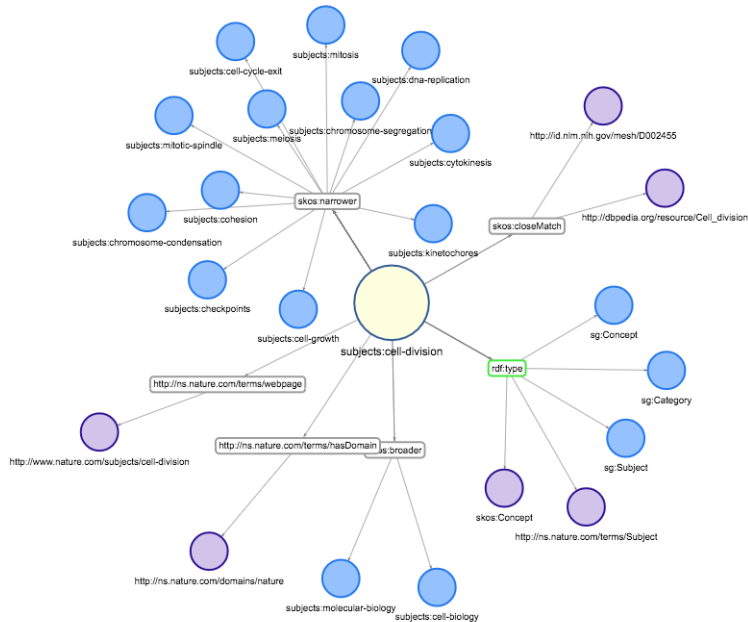 subjects:mitosis
subjects:cell-cycle-exit
subjects:dna-replication
subjects:chromosome-segregation
subjects:meiosis
subjects:mitotic-spindle
http://id.nlm.nih.gov/mesh/D002455
subjects:cytokinesis
skos:narrower
subjects:cohesion
http://dbpedia.org/resource/Cell_division
skos:closeMatch
subjects:chromosome-condensation
subjects:kinetochores
subjects:checkpoints
subjects:cell-growth
subjects:cell-division
sg:Concept
rdf:type
http://ns.nature.com/terms/webpage
sg:Category
http://ns.nature.com/terms/hasDomain
os:broader
http://www.nature.com/subjects/cell-division
sg:Subject
skos:Concept
http://ns.nature.com/terms/Subject
http://ns.nature.com/domains/nature
subjects:molecular-biology
subjects:cell-biology